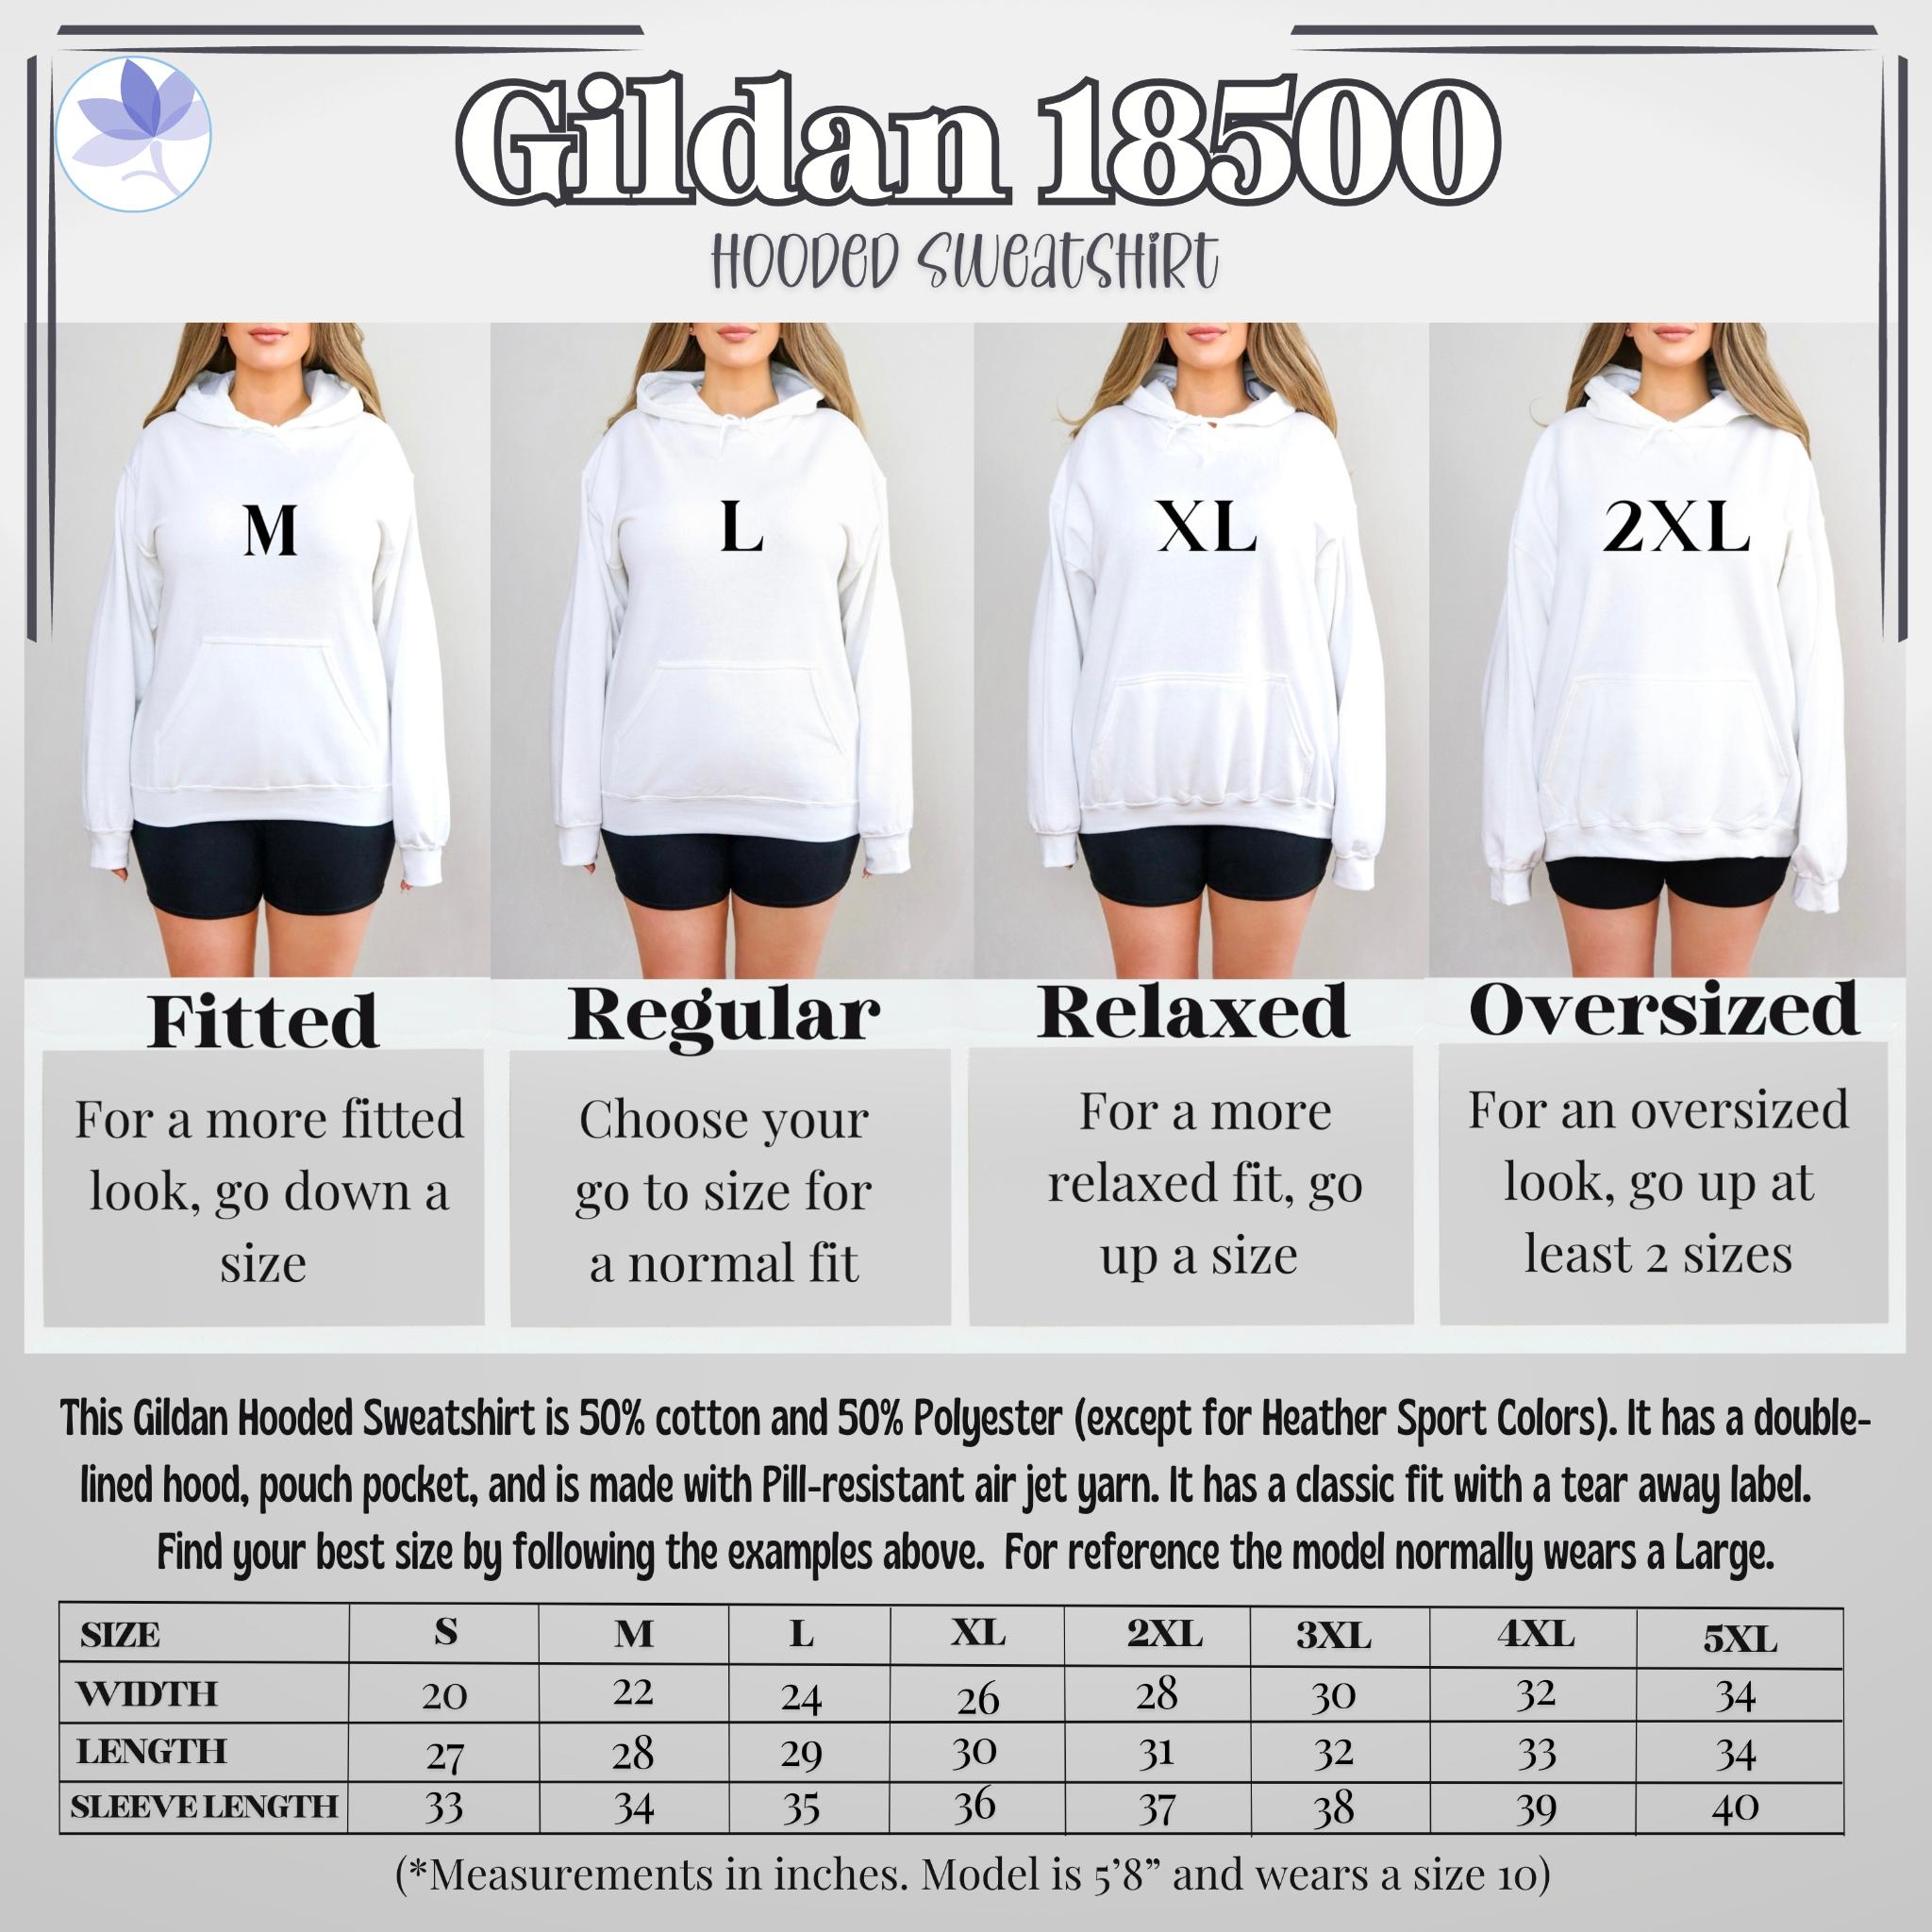 Gildan 18500
HOODED SWEATSHIRT
M
L
XL
2XL
Fitted
For a more fitted
look, go down a
size
Regular
Choose your
go to size for
a normal fit
Relaxed
For a more
relaxed fit, go
up a size
Oversized
For an oversized
look, go up at
least 2 sizes
This Gildan Hooded Sweatshirt is 50% cotton and 50% Polyester (except for Heather Sport Colors). It has a double-
lined hood, pouch pocket, and is made with Pill-resistant air jet yarn. It has a classic fit with a tear away label.
Find your best size by following the examples above. For reference the model normally wears a Large.
SIZE S M L XL 2XL 3XL 4XL 5XL
WIDTH 20 22 24 26 28 30 32 34
LENGTH 27 28 29 30 31 32 33 34
SLEEVE LENGTH 33 34 35 36 37 38 39 40
(*Measurements in inches. Model is 5’8” and wears a size 10)